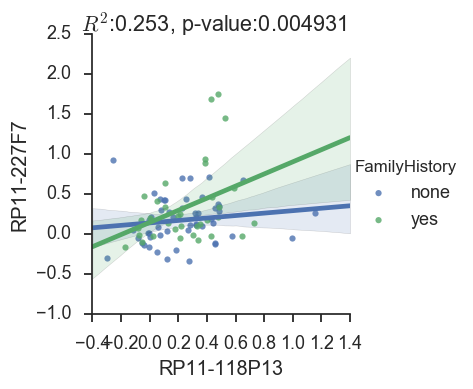 R²:0.253, p-value:0.004931
2.5
2.0
1.5
1.0
0.5
0.0
−0.5
−1.0
RP11-227F7
−0.4−0.20.0 0.2 0.4 0.6 0.8 1.0 1.2 1.4
RP11-118P13
FamilyHistory
none
yes